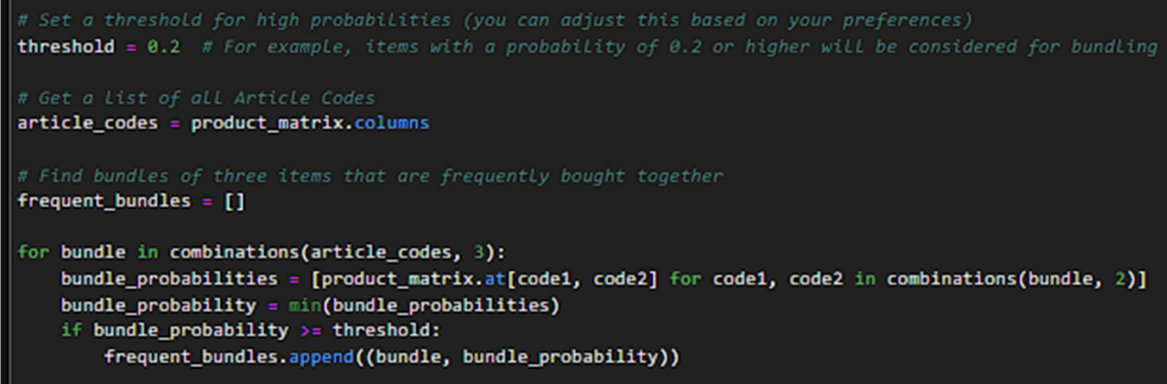 # Set a threshold for high probabilities (you can adjust this based on your preferences)
threshold = 0.2  # For example, items with a probability of 0.2 or higher will be considered for bundling
# Get a List of all Article Codes
article_codes = product_matrix.columns
# Find bundles of three items that are frequently bought together
frequent_bundles = []
for bundle in combinations(article_codes, 3):
    bundle_probabilities = [product_matrix.at[code1, code2] for code1, code2 in combinations(bundle, 2)]
    bundle_probability = min(bundle_probabilities)
    if bundle_probability >= threshold:
        frequent_bundles.append((bundle, bundle_probability))